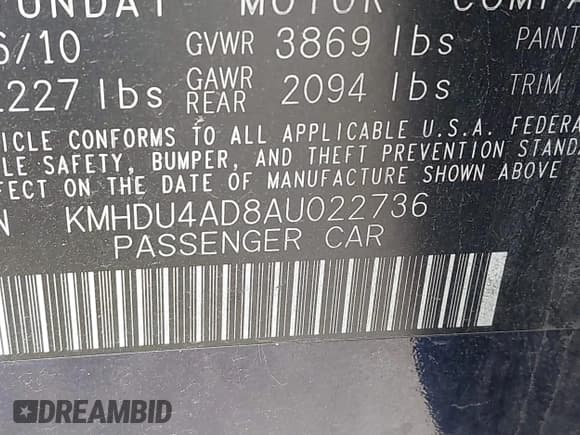 HYUNDAI MOTOR COMPA
6/10 GVWR 3869 lbs PAINT
227 lbs GAWR REAR 2094 lbs TRIM
ICLE CONFORMS TO ALL APPLICABLE U.S.A. FEDERA
LE SAFETY, BUMPER, AND THEFT PREVENTION STANDA
FFECT ON THE DATE OF MANUFACTURE SHOWN ABOVE
N KMHDU4AD8AU022736
PASSENGER CAR
DREAMBID